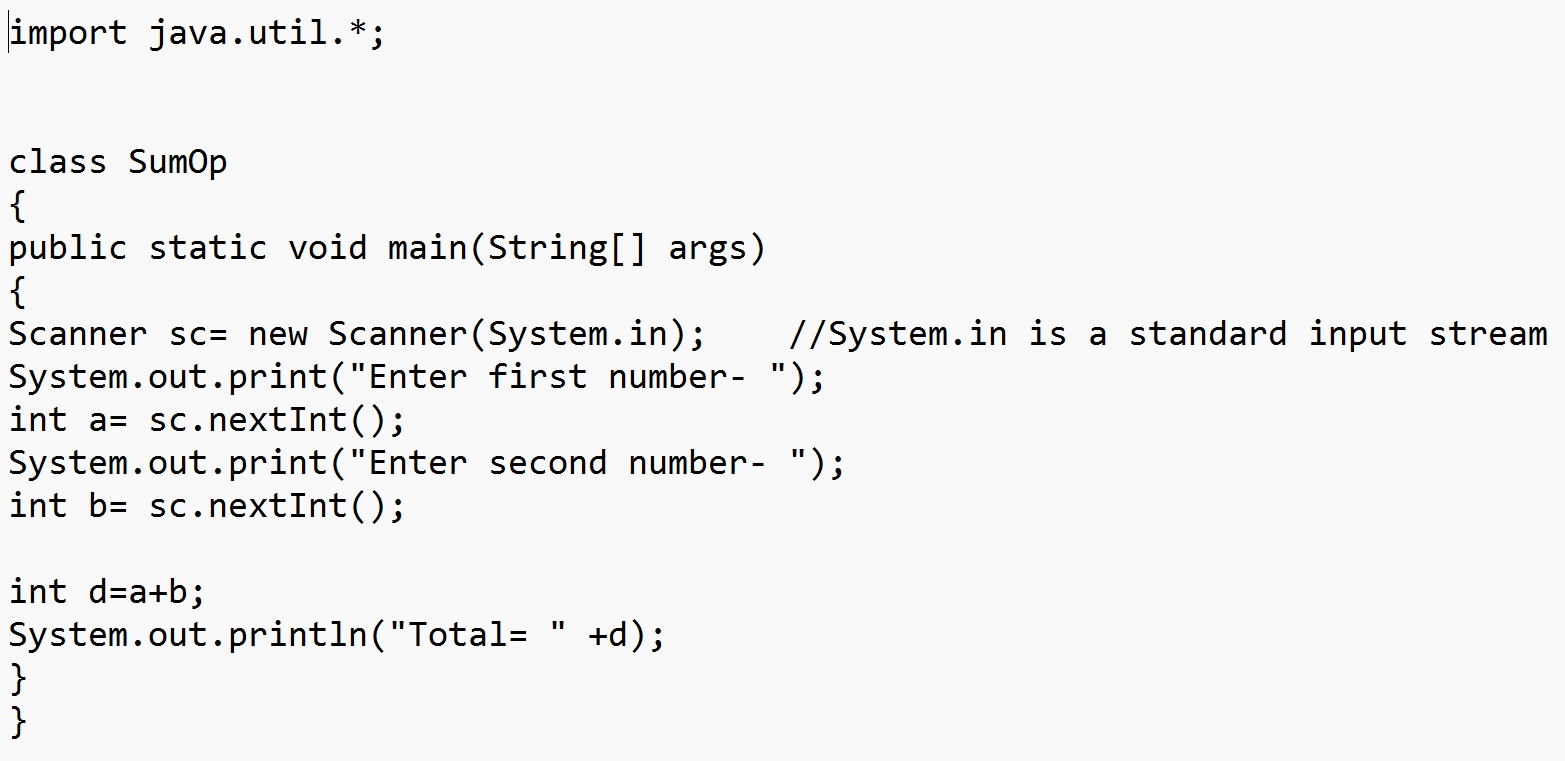 import java.util.*;
class SumOp
{
public static void main(String[] args)
{
Scanner sc= new Scanner(System.in);    //System.in is a standard input stream
System.out.print("Enter first number- ");
int a= sc.nextInt();
System.out.print("Enter second number- ");
int b= sc.nextInt();
int d=a+b;
System.out.println("Total= " +d);
}
}